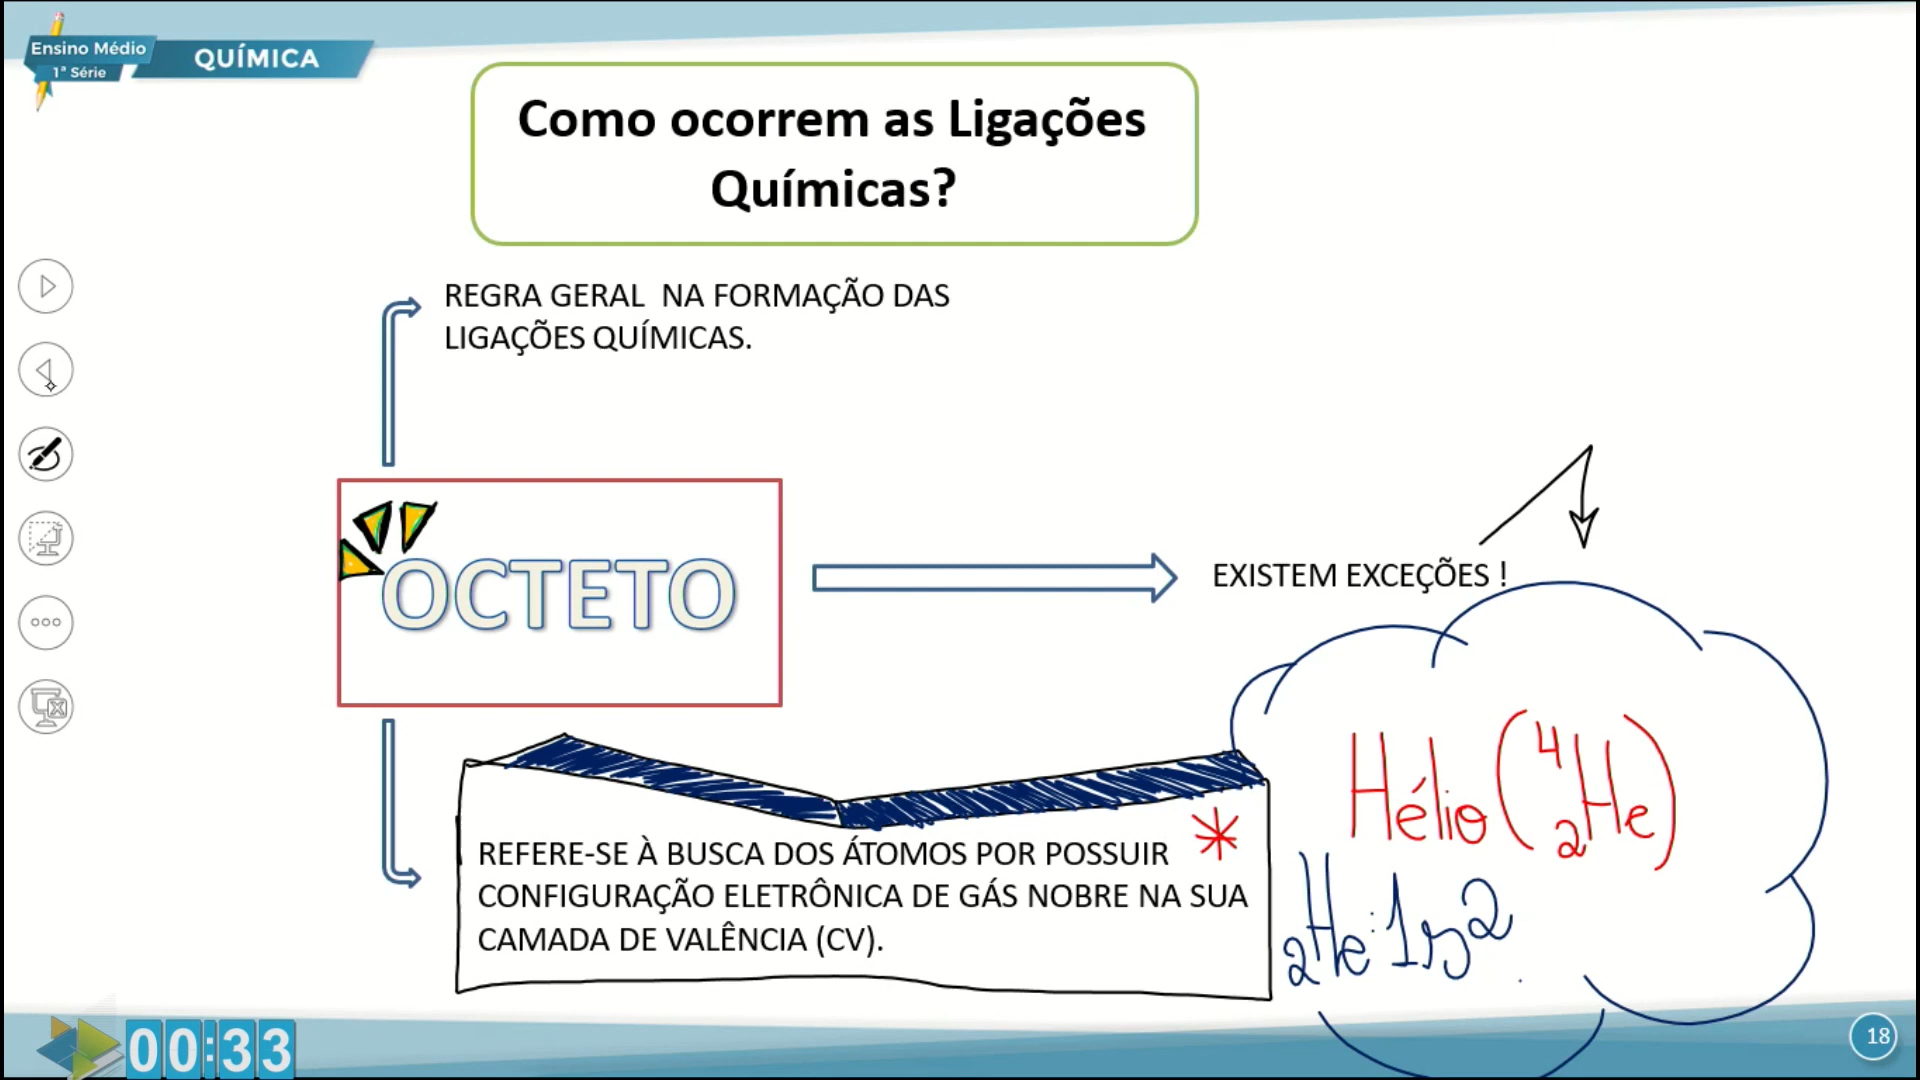 Ensino Médio
1ª Série
QUÍMICA
Como ocorrem as Ligações
Químicas?
REGRA GERAL NA FORMAÇÃO DAS
LIGAÇÕES QUÍMICAS.
OCTETO
EXISTEM EXCEÇÕES !
REFERE-SE À BUSCA DOS ÁTOMOS POR POSSUIR
CONFIGURAÇÃO ELETRÔNICA DE GÁS NOBRE NA SUA
CAMADA DE VALÊNCIA (CV).
Hélio (⁴₂He)
₂He: 1s²
00:33
18